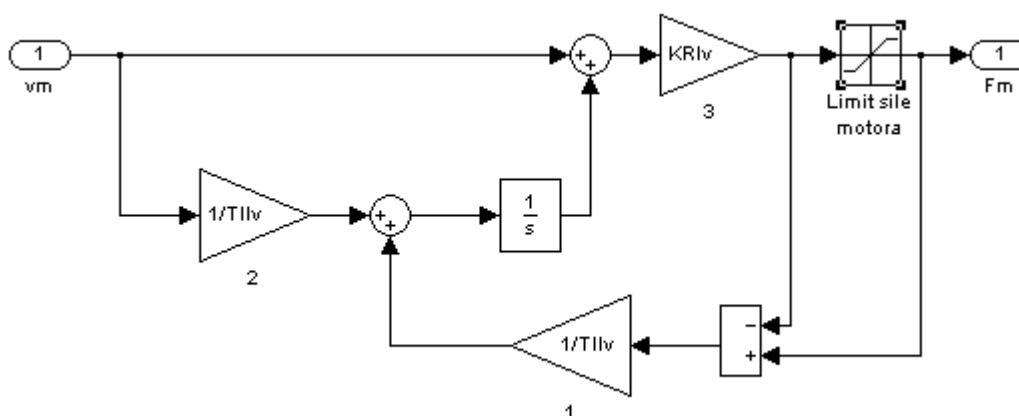 1
vm
+
+
KRIv
3
Limit sile
motora
1
Fm
1/TIIv
2
+
+
1
s
1/TIIv
1
−
+